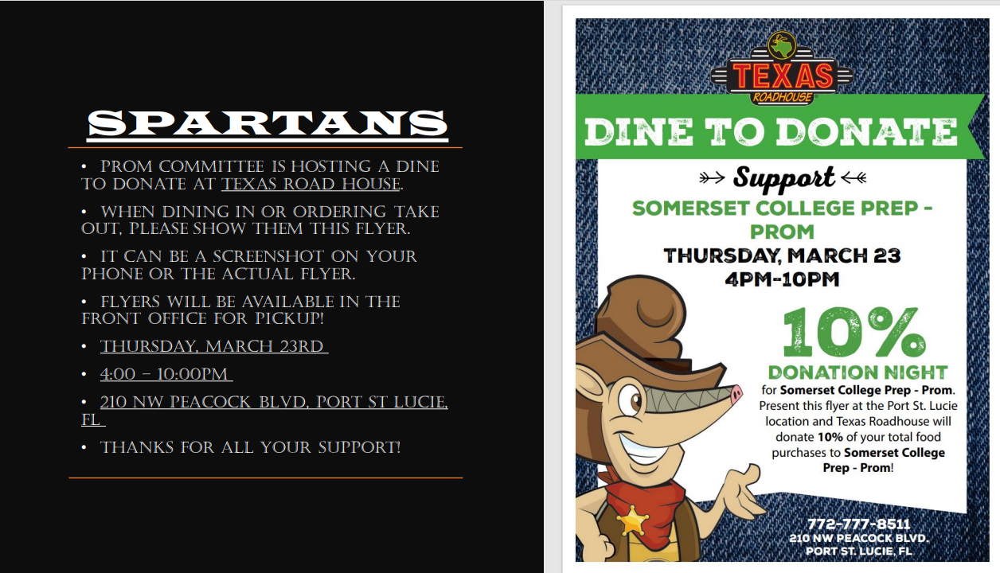 SPARTANS
• PROM COMMITTEE IS HOSTING A DINE
TO DONATE AT TEXAS ROAD HOUSE.
• WHEN DINING IN OR ORDERING TAKE
OUT, PLEASE SHOW THEM THIS FLYER.
• IT CAN BE A SCREENSHOT ON YOUR
PHONE OR THE ACTUAL FLYER.
• FLYERS WILL BE AVAILABLE IN THE
FRONT OFFICE FOR PICKUP!
• THURSDAY, MARCH 23RD
• 4:00 – 10:00PM
• 210 NW PEACOCK BLVD, PORT ST LUCIE,
FL
• THANKS FOR ALL YOUR SUPPORT!
TEXAS
ROADHOUSE
DINE TO DONATE
Support
SOMERSET COLLEGE PREP -
PROM
THURSDAY, MARCH 23
4PM-10PM
10%
DONATION NIGHT
for Somerset College Prep - Prom.
Present this flyer at the Port St. Lucie
location and Texas Roadhouse will
donate 10% of your total food
purchases to Somerset College
Prep - Prom!
772-777-8511
210 NW PEACOCK BLVD.
PORT ST. LUCIE, FL